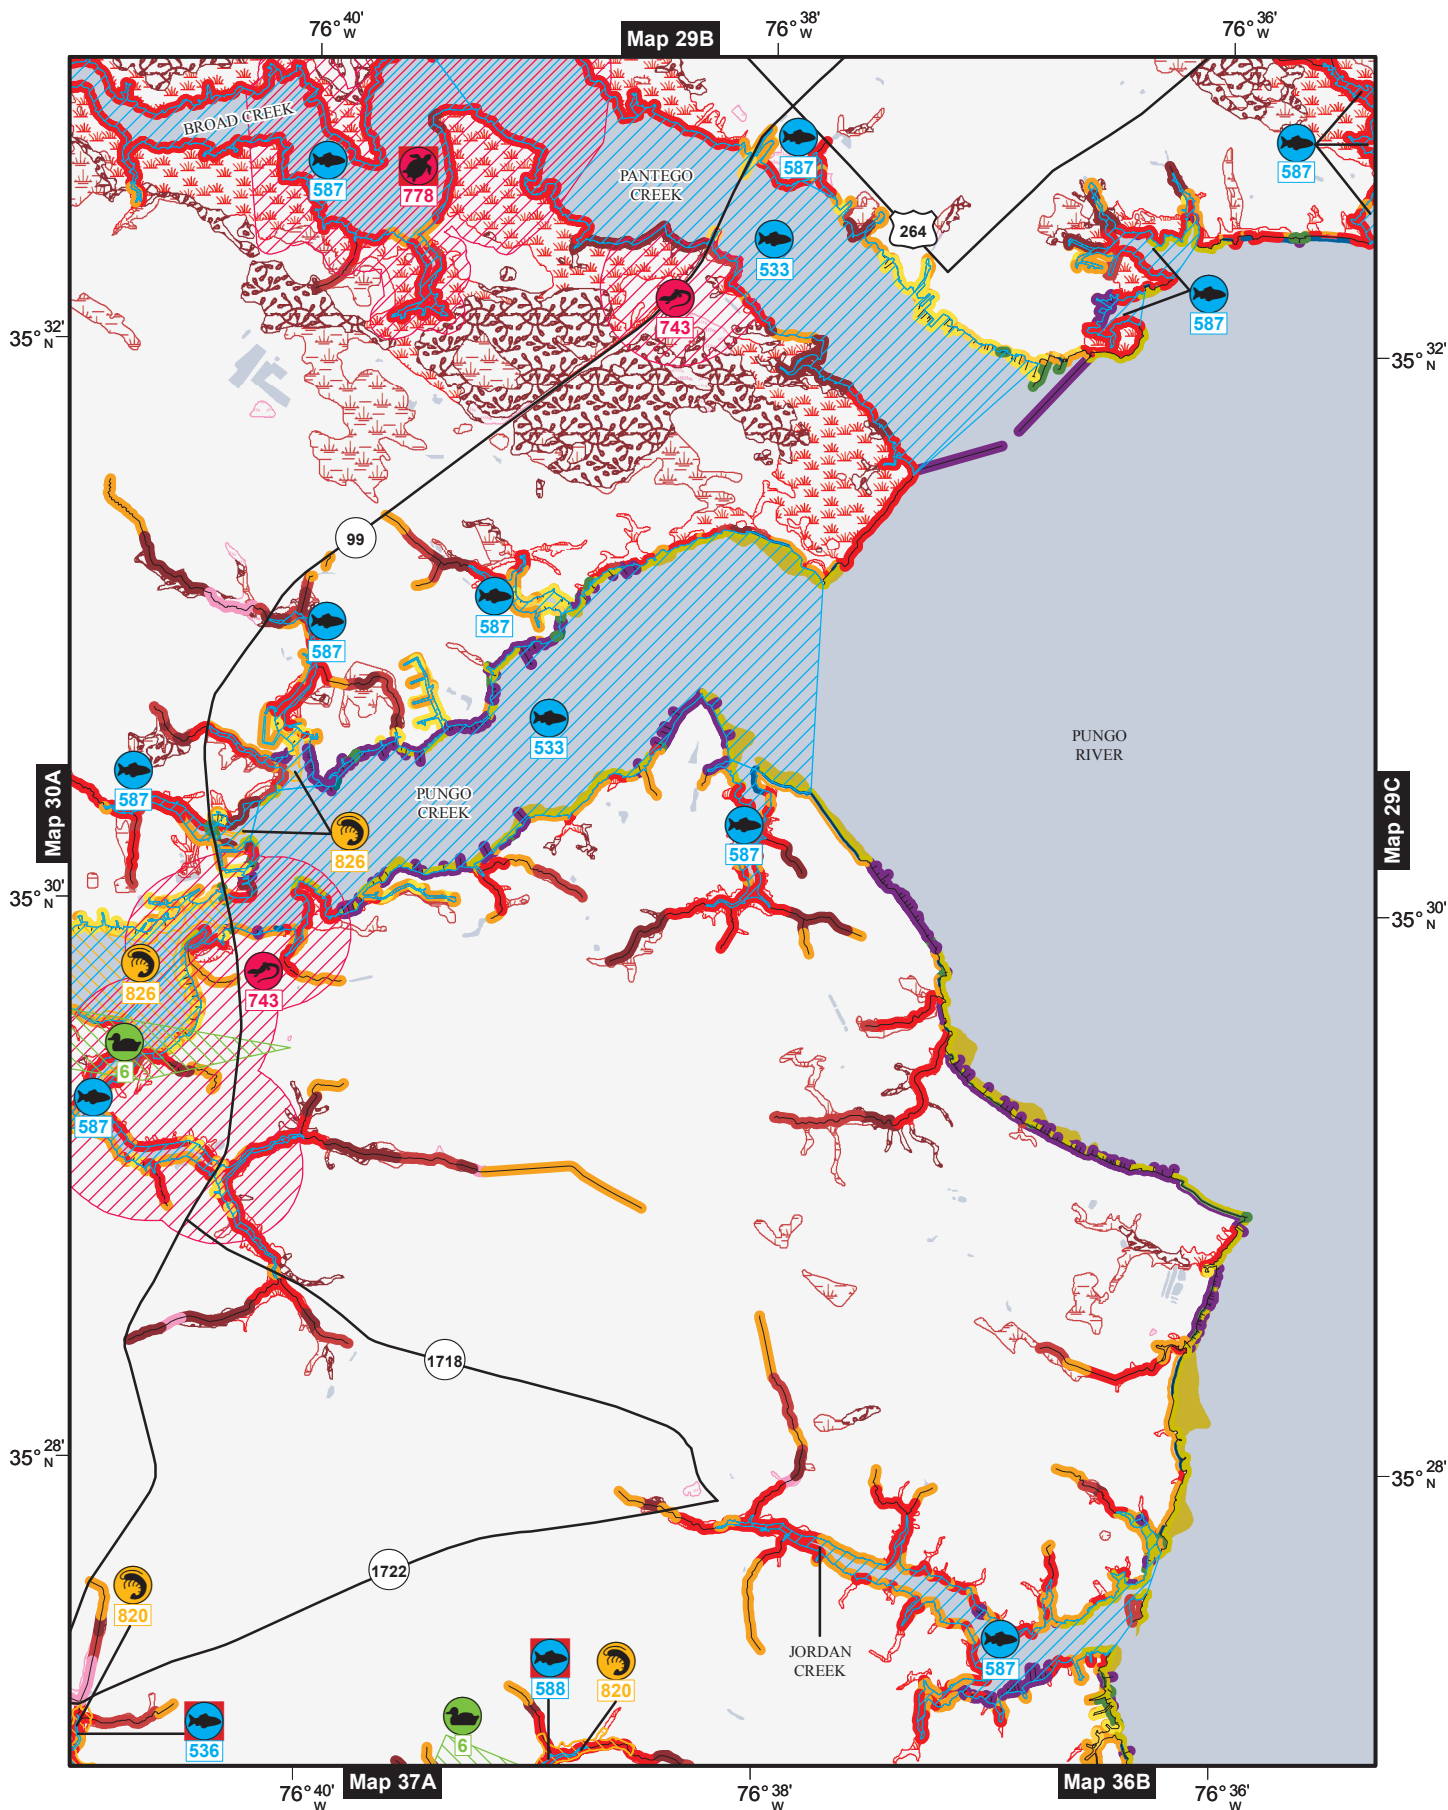 76° 40'
W
Map 29B
76° 38'
W
76° 36'
W
BROAD CREEK
587
778
PANTEGO
CREEK
587
587
264
533
587
743
35° 32'
N
35° 32'
N
99
587
587
533
PUNGO
RIVER
Map 30A
587
PUNGO
CREEK
826
587
Map 29C
35° 30'
N
35° 30'
N
826
743
6
587
1718
35° 28'
N
35° 28'
N
1722
820
JORDAN
CREEK
587
588
820
536
6
Map 37A
Map 36B
76° 40'
W
76° 38'
W
76° 36'
W